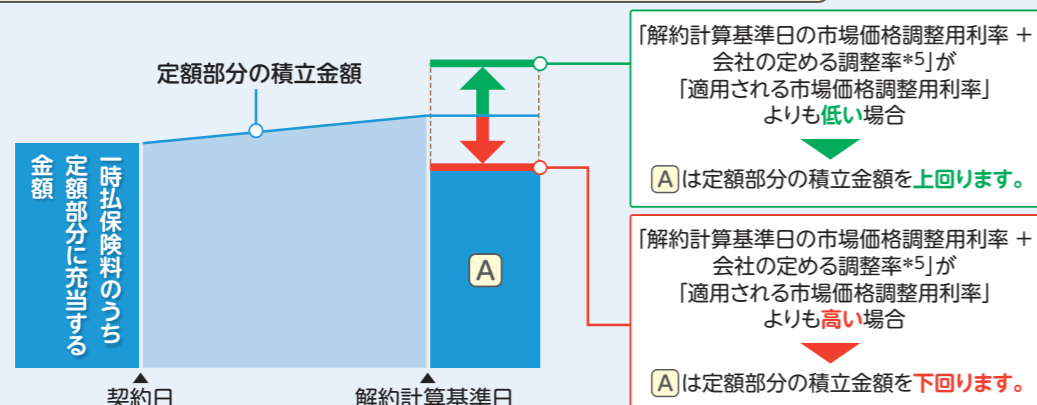 定額部分の積立金額
一時払保険料のうち
定額部分に充当する
金額
A
契約日
解約計算基準日
「解約計算基準日の市場価格調整用利率 +
会社の定める調整率*5」が
「適用される市場価格調整用利率」
よりも低い場合
Aは定額部分の積立金額を上回ります。
「解約計算基準日の市場価格調整用利率 +
会社の定める調整率*5」が
「適用される市場価格調整用利率」
よりも高い場合
Aは定額部分の積立金額を下回ります。